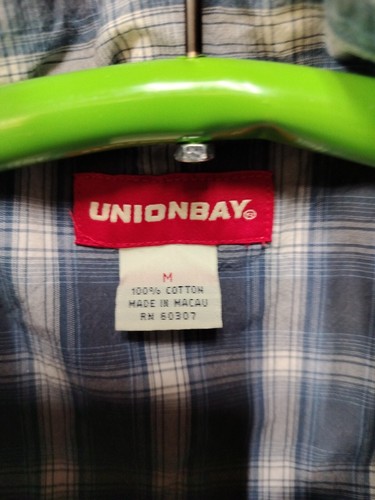 UNIONBAY®
M
100% COTTON
MADE IN MACAU
RN 60307